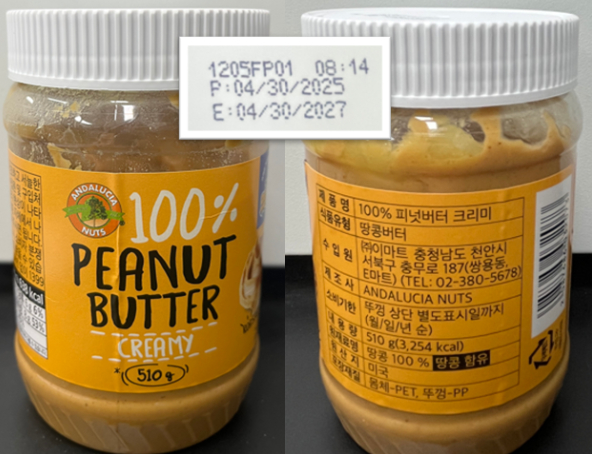 1205FP01 08:14
P:04/30/2025
E:04/30/2027
ANDALUCIA
NUTS
100%
PEANUT
BUTTER
CREAMY
510 g
제품명 100% 피넛버터 크리미
식품유형 땅콩버터
수입원 ㈜이마트 충청남도 천안시
서북구 충무로 187(쌍용동,
E마트) (TEL: 02-380-5678)
제조사 ANDALUCIA NUTS
소비기한 뚜껑 상단 별도표시일까지
(월/일/년 순)
내용량 510 g(3,254 kcal)
원재료명 땅콩 100% 땅콩 함유
원산지 미국
포장재질 몸체-PET, 뚜껑-PP